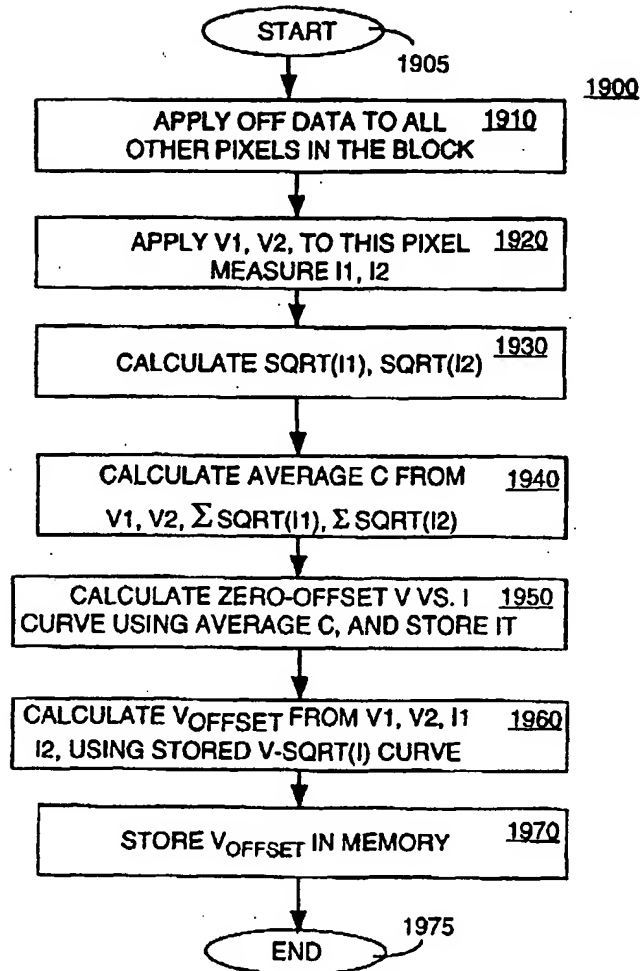 START
1905
1900
APPLY OFF DATA TO ALL 1910
OTHER PIXELS IN THE BLOCK
APPLY V1, V2, TO THIS PIXEL 1920
MEASURE I1, I2
1930
CALCULATE SQRT(I1), SQRT(I2)
CALCULATE AVERAGE C FROM 1940
V1, V2, Σ SQRT(I1), Σ SQRT(I2)
CALCULATE ZERO-OFFSET V VS. I 1950
CURVE USING AVERAGE C, AND STORE IT
CALCULATE VOFFSET FROM V1, V2, I1 1960
I2, USING STORED V-SQRT(I) CURVE
STORE VOFFSET IN MEMORY 1970
1975
END